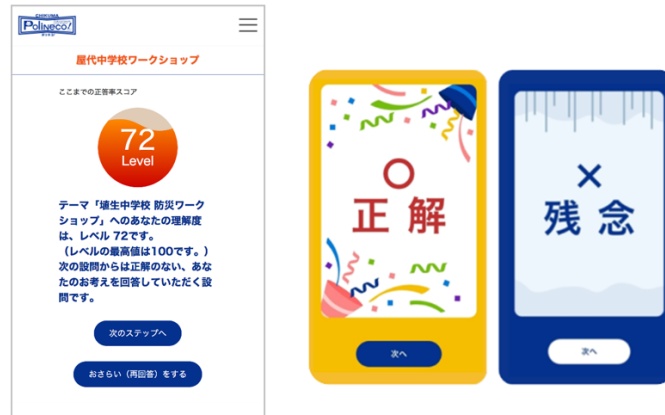 CHIKUMA
Polineco!
屋代中学校ワークショップ
ここまでの正答率スコア
72
Level
テーマ「埴生中学校 防災ワーク
ショップ」へのあなたの理解度
は、レベル 72です。
（レベルの最高値は100です。）
次の設問からは正解のない、あな
たのお考えを回答していただく設
問です。
次のステップへ
おさらい（再回答）をする
正解
次へ
残念
次へ